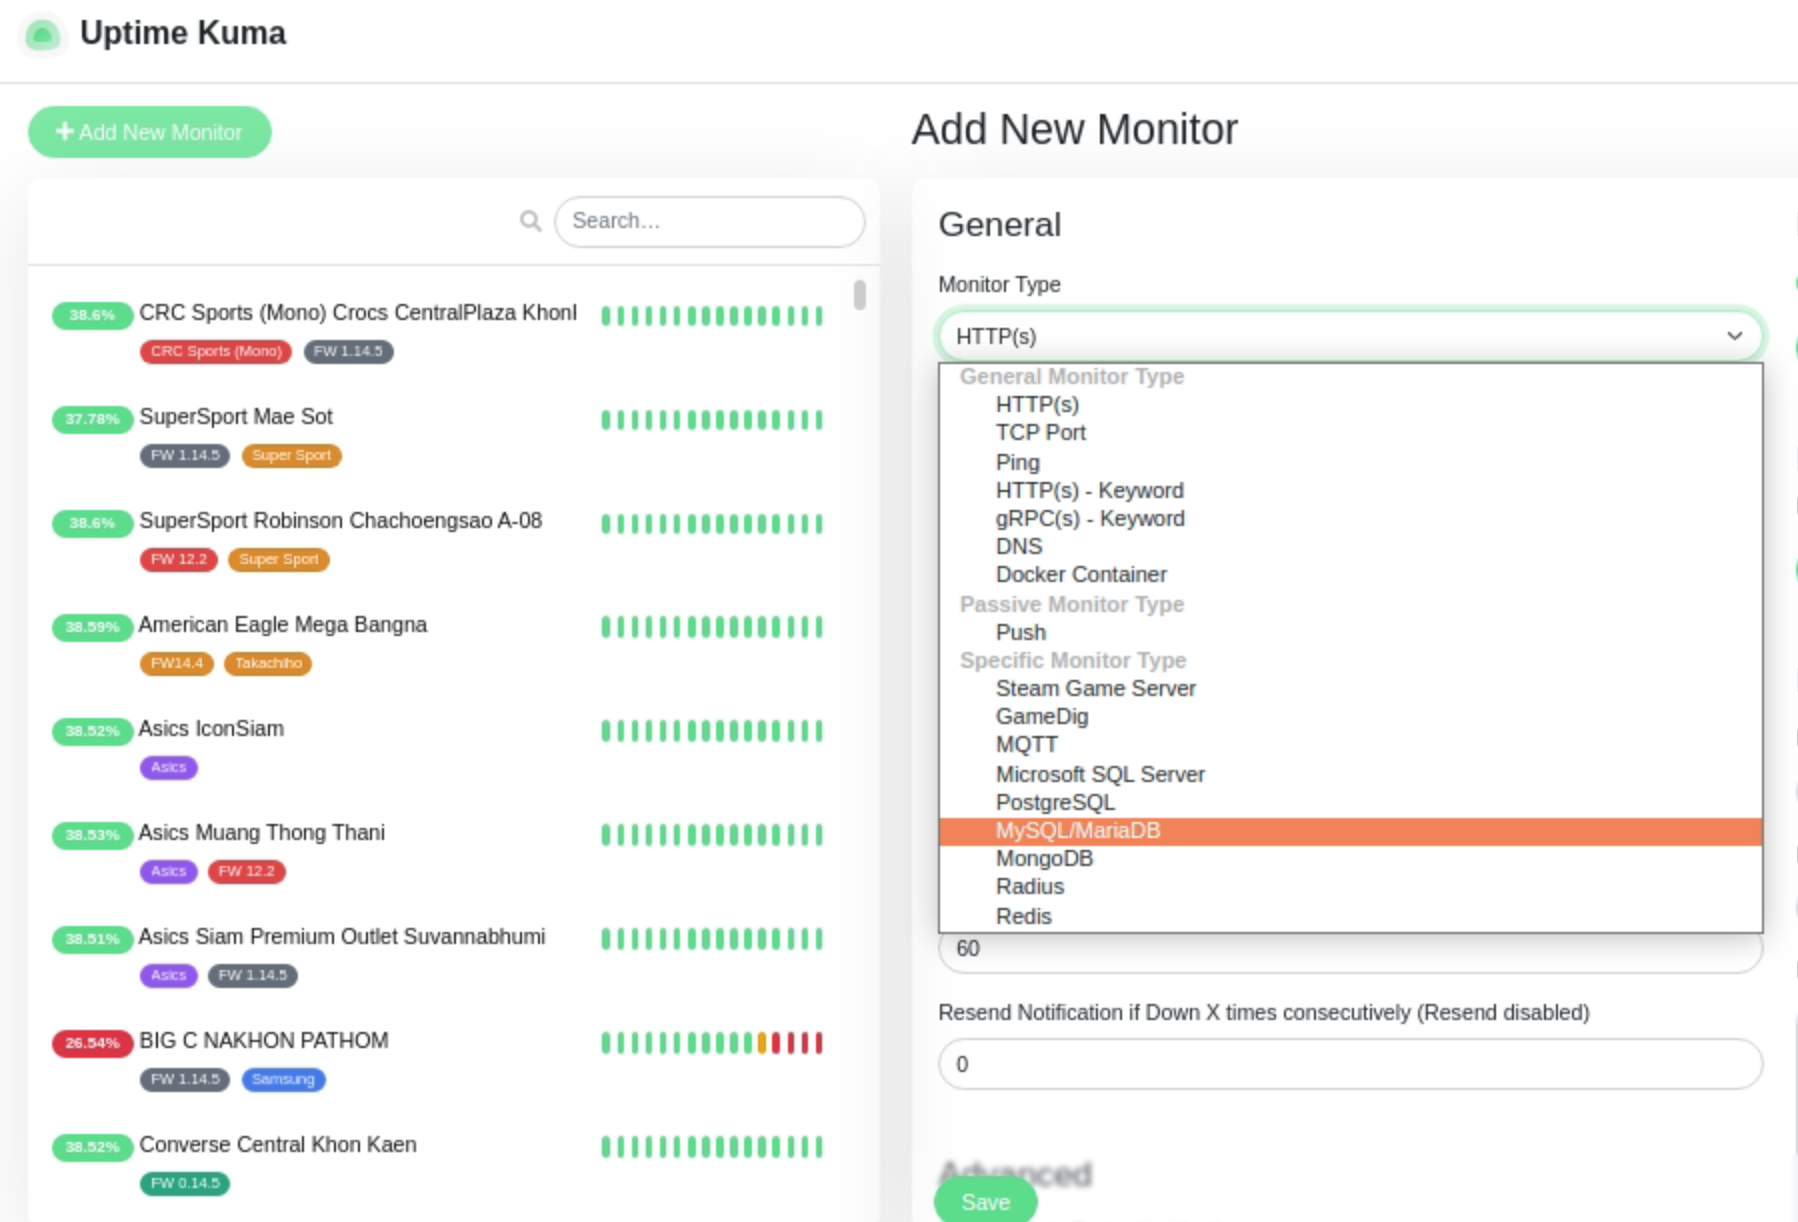 Uptime Kuma
Add New Monitor
Search...
38.6% CRC Sports (Mono) Crocs CentralPlaza Khon
CRC Sports (Mono) FW 1.14.5
37.78% SuperSport Mae Sot
FW 1.14.5 Super Sport
38.6% SuperSport Robinson Chachoengsao A-08
FW 12.2 Super Sport
38.59% American Eagle Mega Bangna
FW14.4 Takachiho
38.52% Asics IconSiam
Asics
38.53% Asics Muang Thong Thani
Asics FW 12.2
38.51% Asics Siam Premium Outlet Suvannabhumi
Asics FW 1.14.5
26.54% BIG C NAKHON PATHOM
FW 1.14.5 Samsung
38.52% Converse Central Khon Kaen
FW 0.14.5
Add New Monitor
General
Monitor Type
HTTP(s)
General Monitor Type
HTTP(s)
TCP Port
Ping
HTTP(s) - Keyword
gRPC(s) - Keyword
DNS
Docker Container
Passive Monitor Type
Push
Specific Monitor Type
Steam Game Server
GameDig
MQTT
Microsoft SQL Server
PostgreSQL
MySQL/MariaDB
MongoDB
Radius
Redis
60
Resend Notification if Down X times consecutively (Resend disabled)
0
Advanced
Save